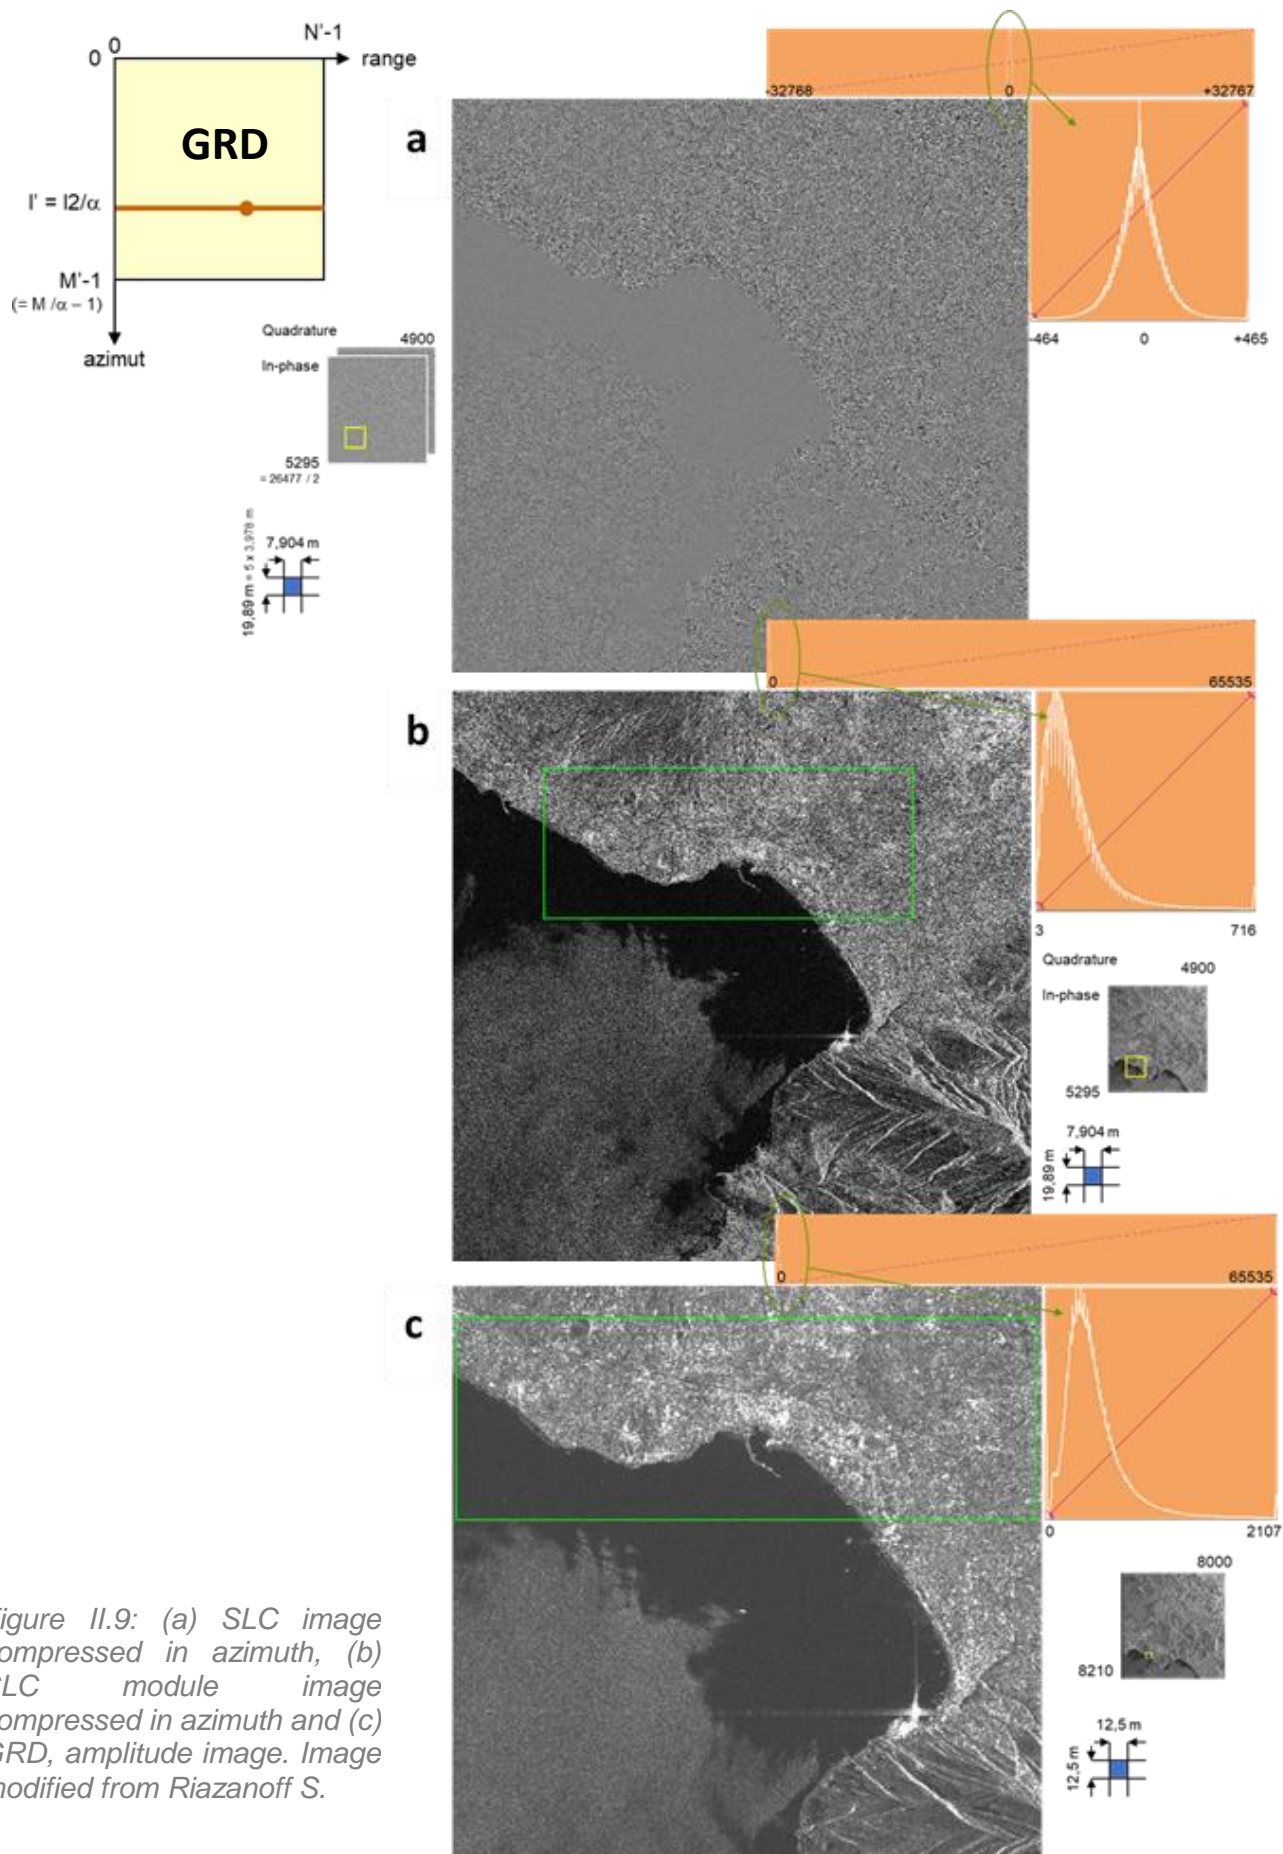 0
N'-1
0
range
GRD
I' = I2/α
M'-1
(= M /α – 1)
azimut
-32768
0
+32767
a
-464
0
+465
Quadrature
4900
In-phase
5295
= 26477 / 2
7,904 m
19,89 m = 5 x 3,978 m
0
65535
b
3
716
Quadrature
4900
In-phase
5295
7,904 m
19,89 m
0
65535
c
0
2107
8000
8210
12,5 m
12,5 m
igure II.9: (a) SLC image
ompressed in azimuth, (b)
LC module image
ompressed in azimuth and (c)
GRD, amplitude image. Image
modified from Riazanoff S.